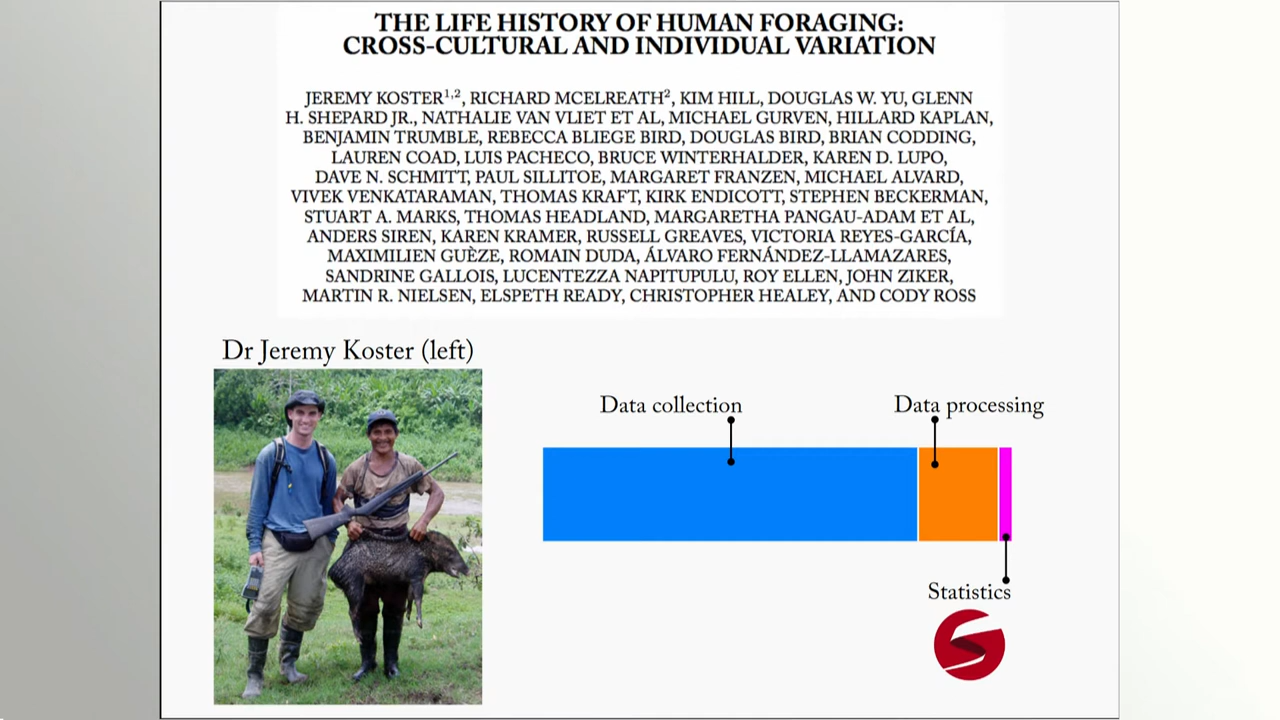 THE LIFE HISTORY OF HUMAN FORAGING:
CROSS-CULTURAL AND INDIVIDUAL VARIATION
JEREMY KOSTER1,2, RICHARD MCELREATH2, KIM HILL, DOUGLAS W. YU, GLENN
H. SHEPARD JR., NATHALIE VAN VLIET ET AL, MICHAEL GURVEN, HILLARD KAPLAN,
BENJAMIN TRUMBLE, REBECCA BLIEGE BIRD, DOUGLAS BIRD, BRIAN CODDING,
LAUREN COAD, LUIS PACHECO, BRUCE WINTERHALDER, KAREN D. LUPO,
DAVE N. SCHMITT, PAUL SILLITOE, MARGARET FRANZEN, MICHAEL ALVARD,
VIVEK VENKATARAMAN, THOMAS KRAFT, KIRK ENDICOTT, STEPHEN BECKERMAN,
STUART A. MARKS, THOMAS HEADLAND, MARGARETHA PANGAU-ADAM ET AL,
ANDERS SIREN, KAREN KRAMER, RUSSELL GREAVES, VICTORIA REYES-GARCÍA,
MAXIMILIEN GUÈZE, ROMAIN DUDA, ÁLVARO FERNÁNDEZ-LLAMAZARES,
SANDRINE GALLOIS, LUCENTEZZA NAPITUPULU, ROY ELLEN, JOHN ZIKER,
MARTIN R. NIELSEN, ELSPETH READY, CHRISTOPHER HEALEY, AND CODY ROSS
Dr Jeremy Koster (left)
Data collection
Data processing
Statistics